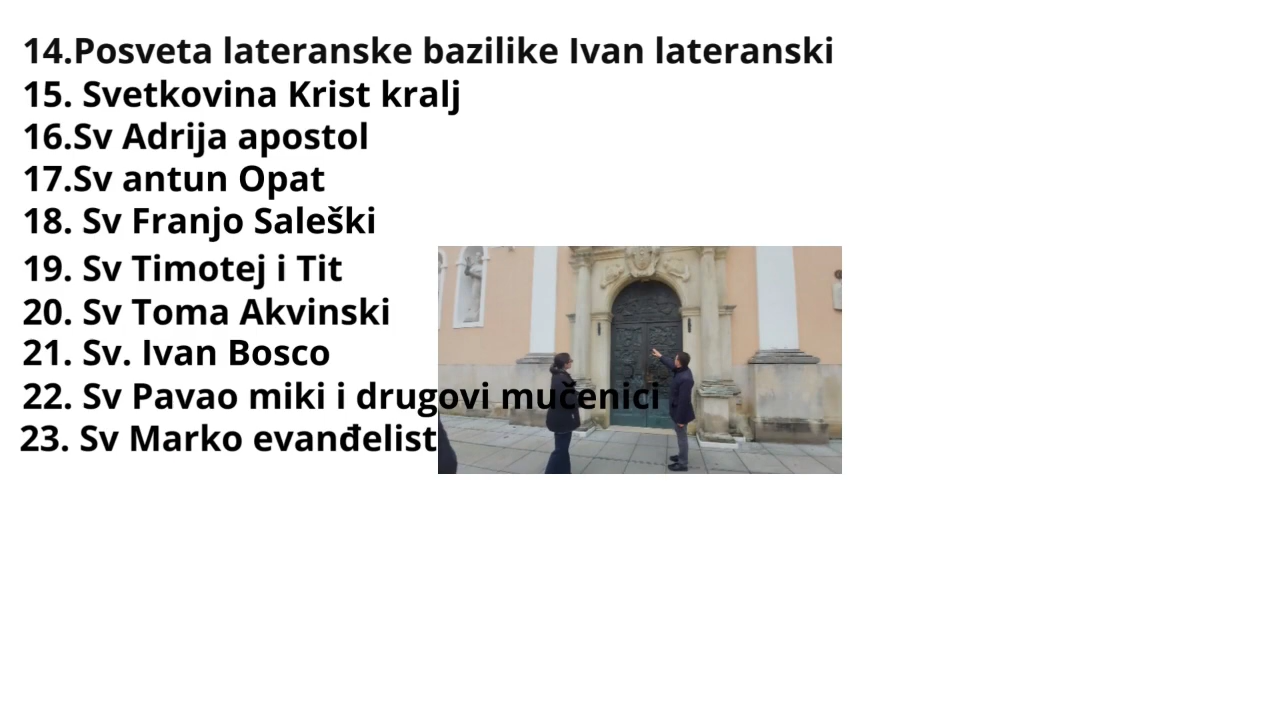 14.Posveta lateranske bazilike Ivan lateranski
15. Svetkovina Krist kralj
16.Sv Adrija apostol
17.Sv antun Opat
18. Sv Franjo Saleški
19. Sv Timotej i Tit
20. Sv Toma Akvinski
21. Sv. Ivan Bosco
22. Sv Pavao miki i drugovi mučenici
23. Sv Marko evanđelist